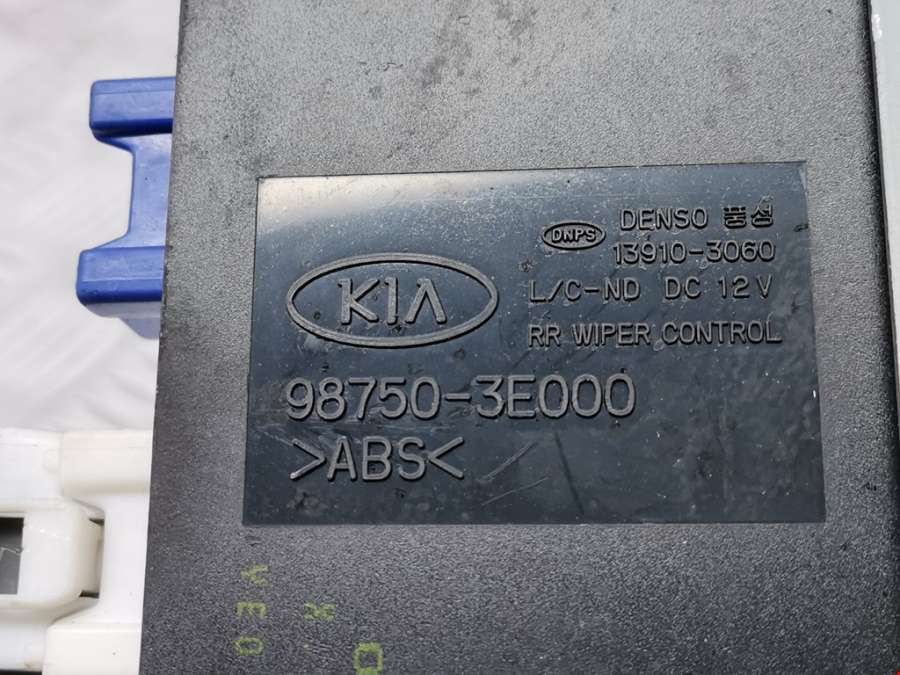 DNPS
DENSO 풍성
13910-3060
KIA
L/C-ND DC 12V
RR WIPER CONTROL
98750-3E000
>ABS<